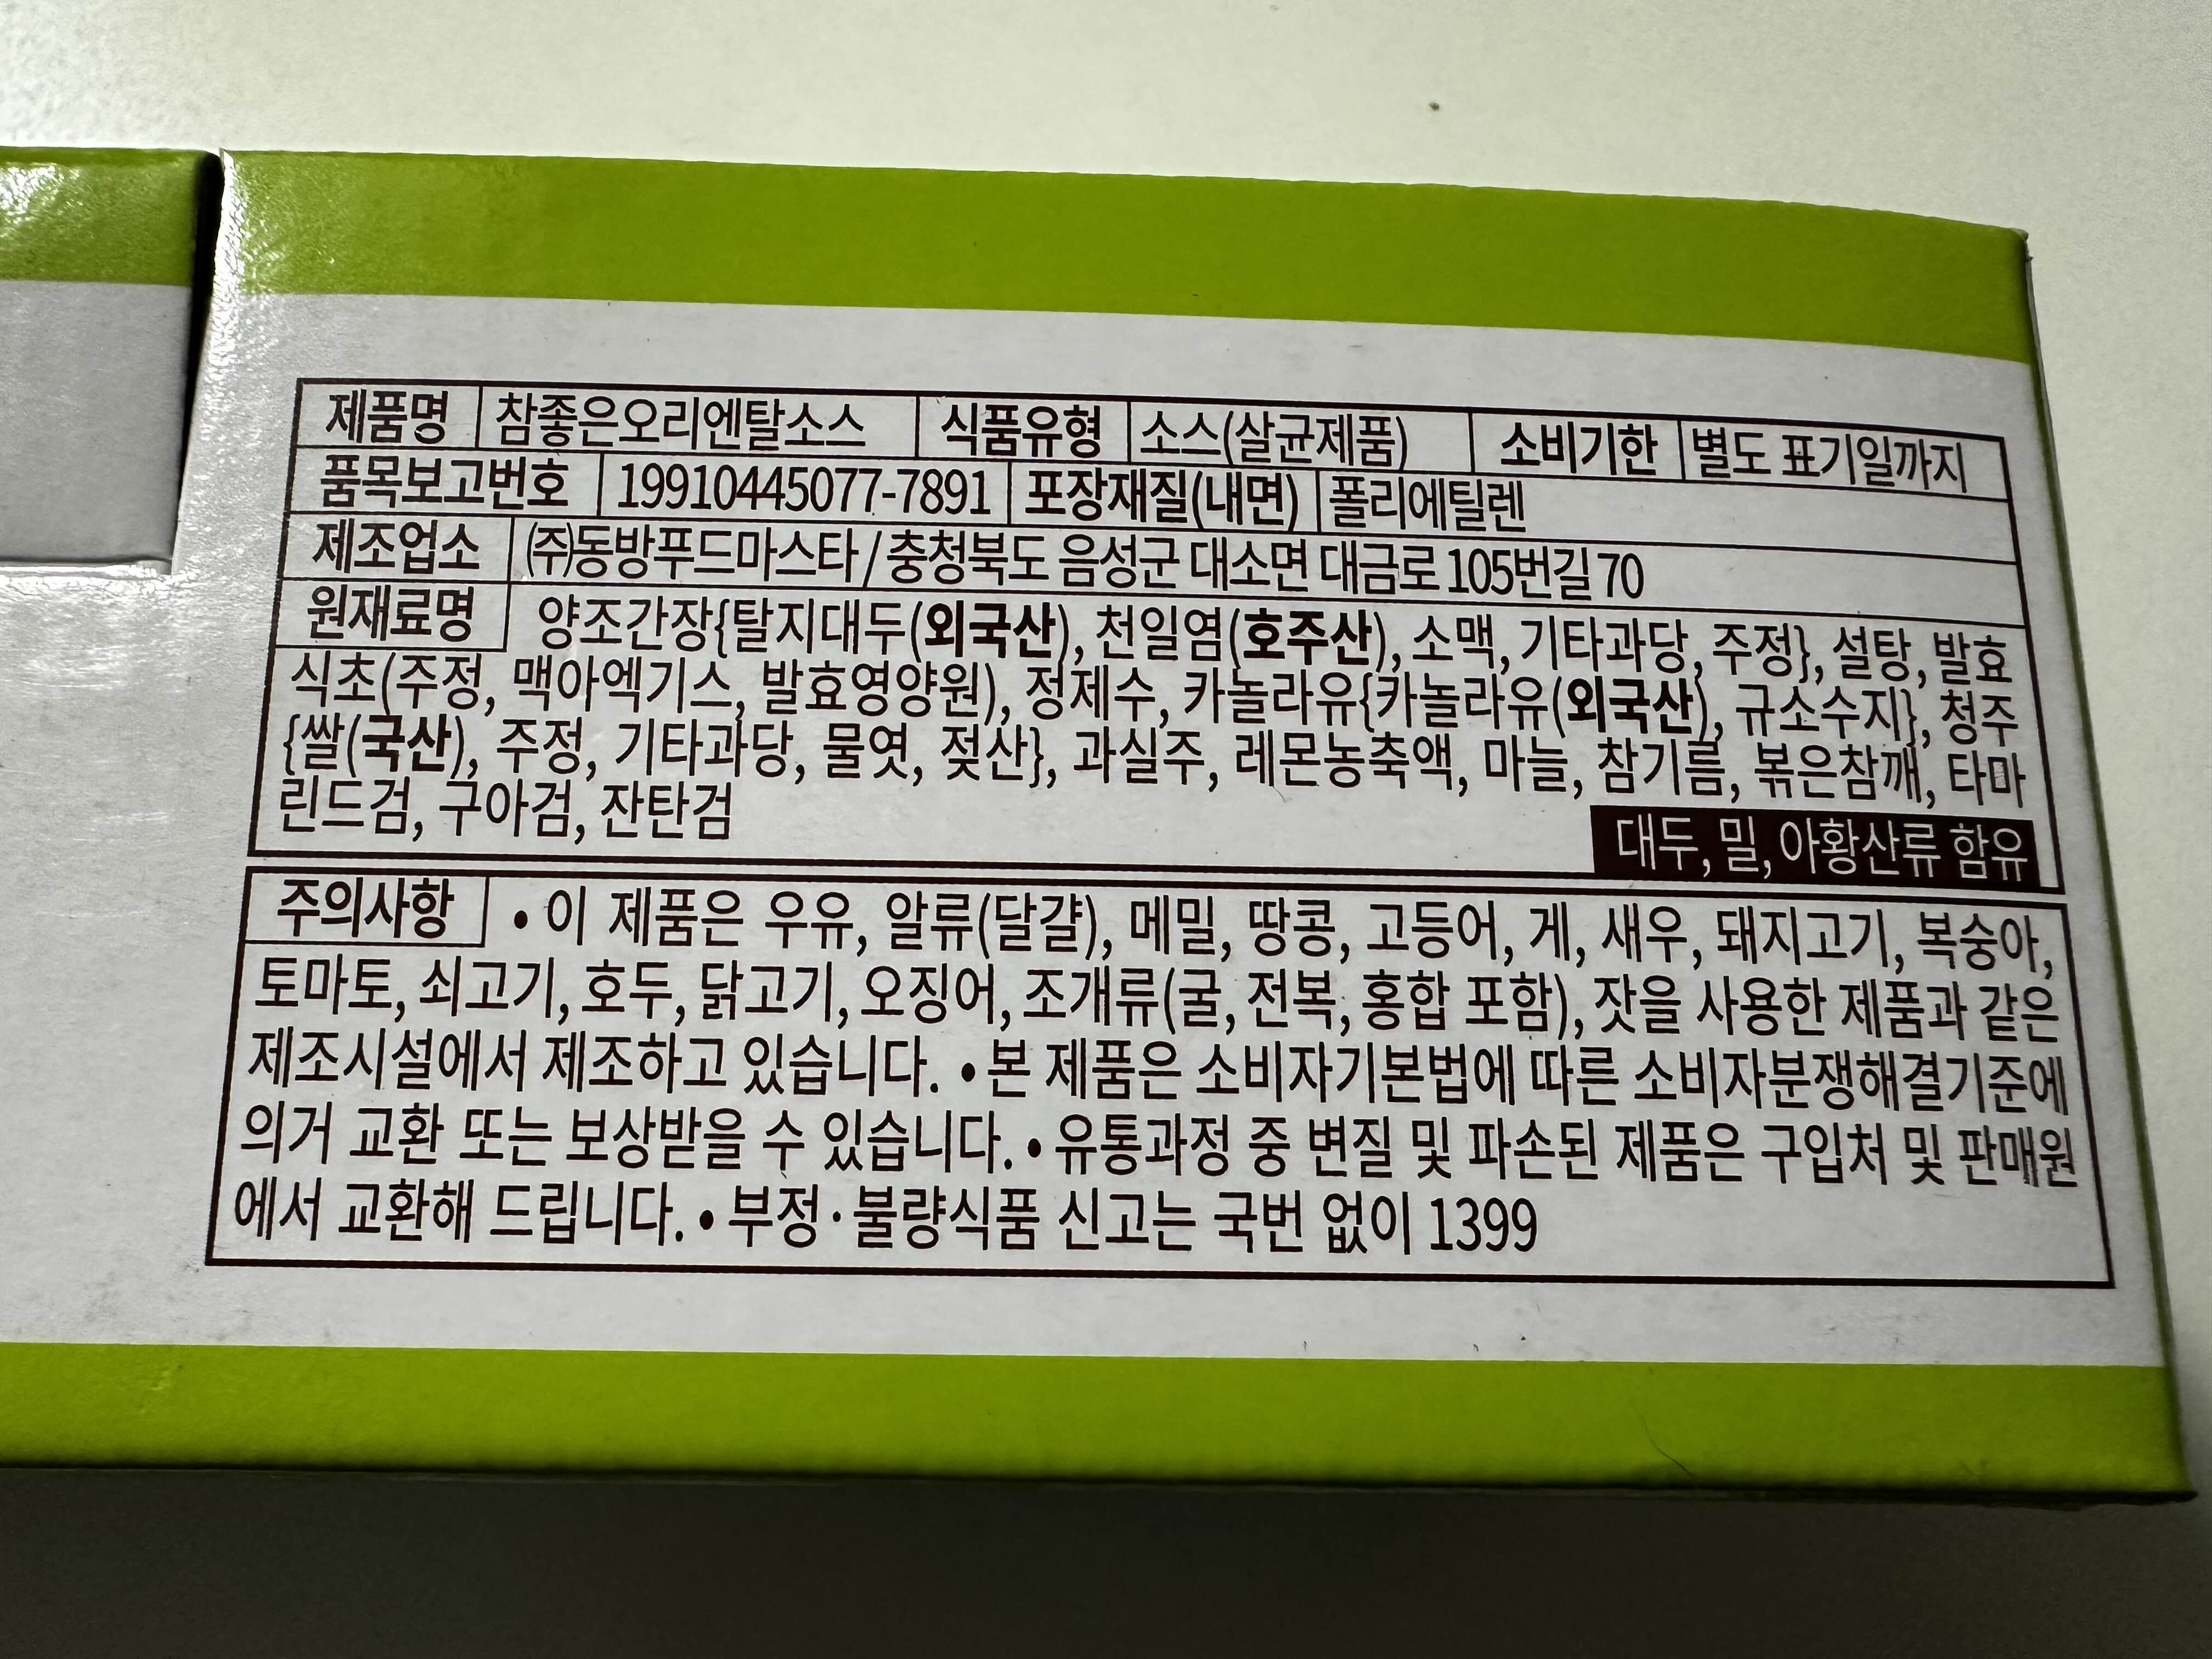 제품명 참좋은오리엔탈소스 식품유형 소스(살균제품) 소비기한 별도 표기일까지
품목보고번호 19910445077-7891 포장재질(내면) 폴리에틸렌
제조업소 ㈜동방푸드마스타/충청북도 음성군 대소면 대금로 105번길 70
원재료명 양조간장{탈지대두(외국산), 천일염(호주산), 소맥, 기타과당, 주정}, 설탕, 발효
식초(주정, 맥아엑기스, 발효영양원), 정제수, 카놀라유{카놀라유(외국산), 규소수지}, 청주
{쌀(국산), 주정, 기타과당, 물엿, 젖산}, 과실주, 레몬농축액, 마늘, 참기름, 볶은참깨, 타마
린드검, 구아검, 잔탄검
대두, 밀, 아황산류 함유
주의사항 • 이 제품은 우유, 알류(달걀), 메밀, 땅콩, 고등어, 게, 새우, 돼지고기, 복숭아,
토마토, 쇠고기, 호두, 닭고기, 오징어, 조개류(굴, 전복, 홍합 포함), 잣을 사용한 제품과 같은
제조시설에서 제조하고 있습니다. • 본 제품은 소비자기본법에 따른 소비자분쟁해결기준에
의거 교환 또는 보상받을 수 있습니다. • 유통과정 중 변질 및 파손된 제품은 구입처 및 판매원
에서 교환해 드립니다. • 부정·불량식품 신고는 국번 없이 1399